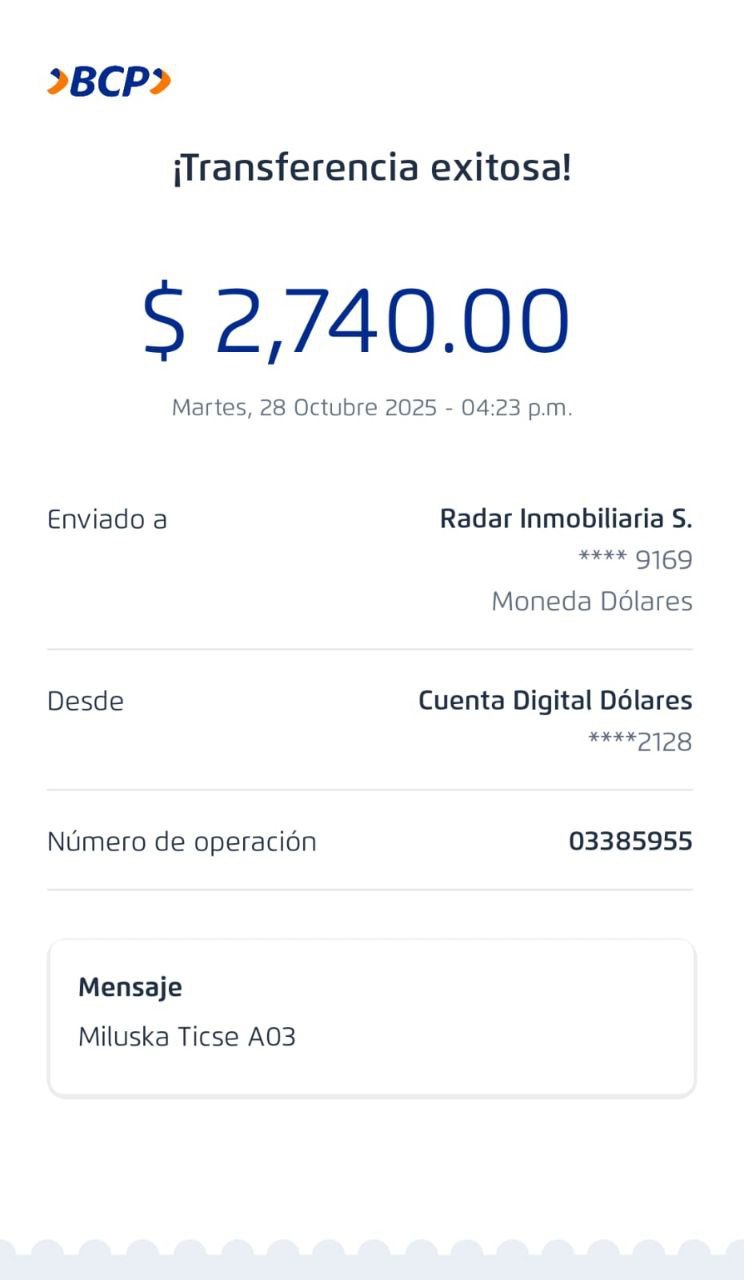 BCP
¡Transferencia exitosa!
$ 2,740.00
Martes, 28 Octubre 2025 - 04:23 p.m.
Enviado a
Radar Inmobiliaria S.
**** 9169
Moneda Dólares
Desde
Cuenta Digital Dólares
****2128
Número de operación
03385955
Mensaje
Miluska Ticse A03